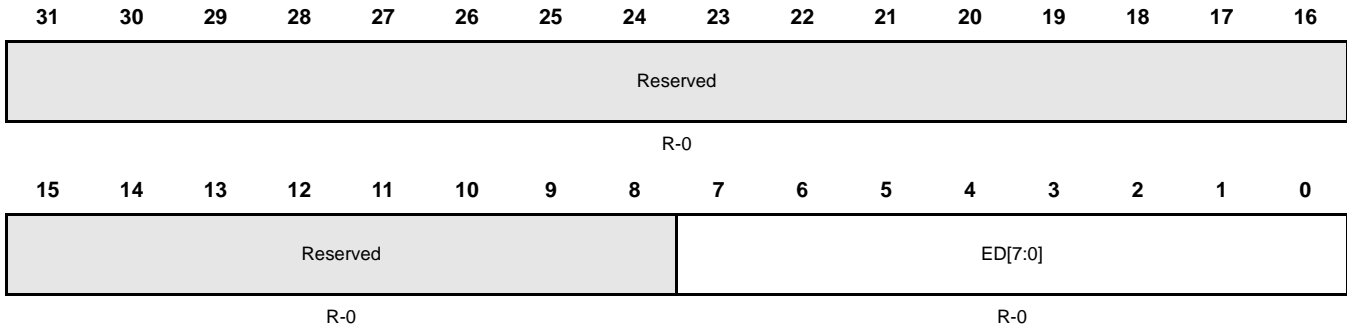 31 30 29 28 27 26 25 24 23 22 21 20 19 18 17 16
Reserved
R-0
15 14 13 12 11 10 9 8 7 6 5 4 3 2 1 0
Reserved ED[7:0]
R-0 R-0